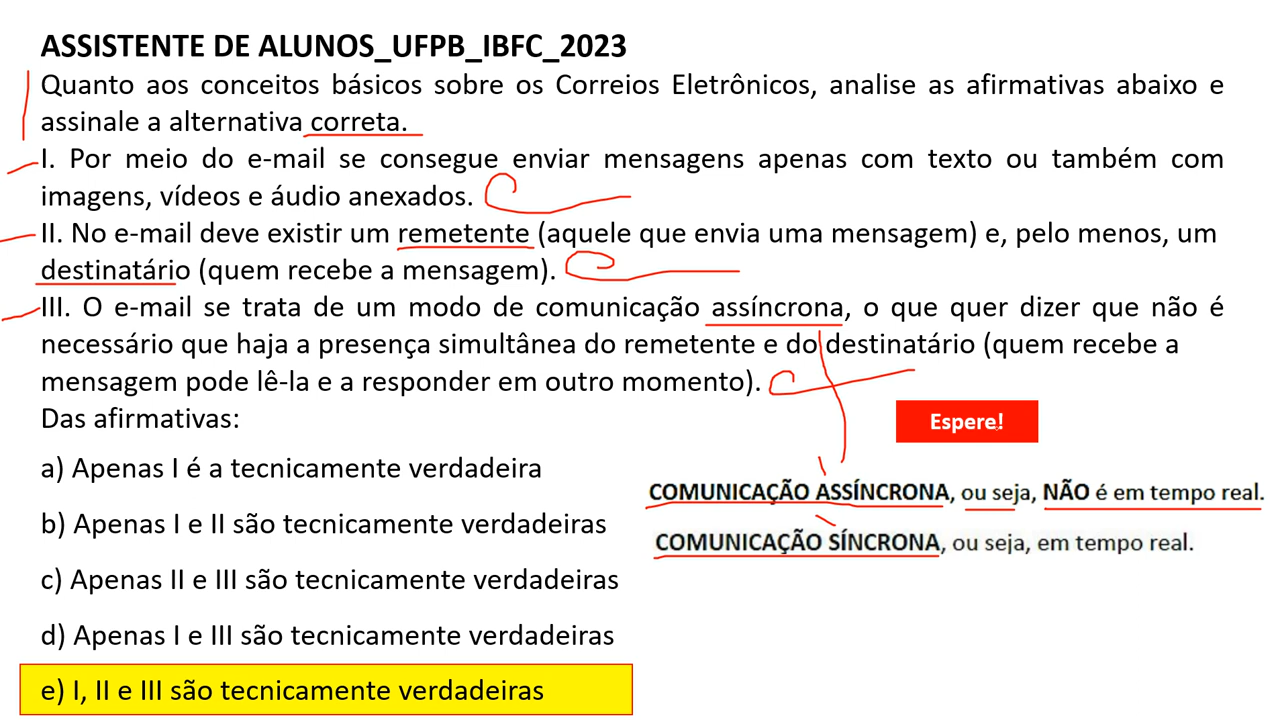 ASSISTENTE DE ALUNOS_UFPB_IBFC_2023
Quanto aos conceitos básicos sobre os Correios Eletrônicos, analise as afirmativas abaixo e
assinale a alternativa correta.
I. Por meio do e-mail se consegue enviar mensagens apenas com texto ou também com
imagens, vídeos e áudio anexados.
II. No e-mail deve existir um remetente (aquele que envia uma mensagem) e, pelo menos, um
destinatário (quem recebe a mensagem).
III. O e-mail se trata de um modo de comunicação assíncrona, o que quer dizer que não é
necessário que haja a presença simultânea do remetente e do destinatário (quem recebe a
mensagem pode lê-la e a responder em outro momento).
Das afirmativas:
Espere!
a) Apenas I é a tecnicamente verdadeira
b) Apenas I e II são tecnicamente verdadeiras
c) Apenas II e III são tecnicamente verdadeiras
d) Apenas I e III são tecnicamente verdadeiras
e) I, II e III são tecnicamente verdadeiras
COMUNICAÇÃO ASSÍNCRONA, ou seja, NÃO é em tempo real.
COMUNICAÇÃO SÍNCRONA, ou seja, em tempo real.